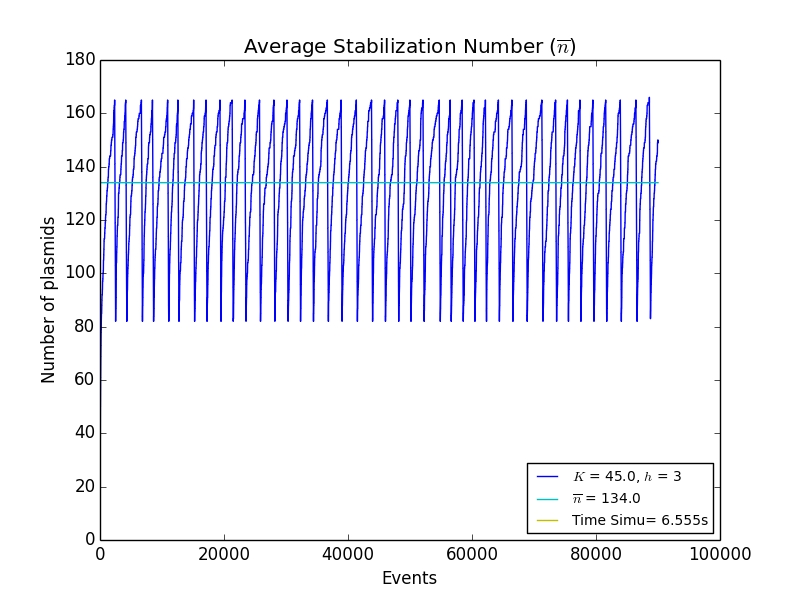 Average Stabilization Number (n̅)
180
160
140
120
100
80
60
40
20
0
Number of plasmids
K = 45.0, h = 3
n̅ = 134.0
Time Simu= 6.555s
0 20000 40000 60000 80000 100000
Events